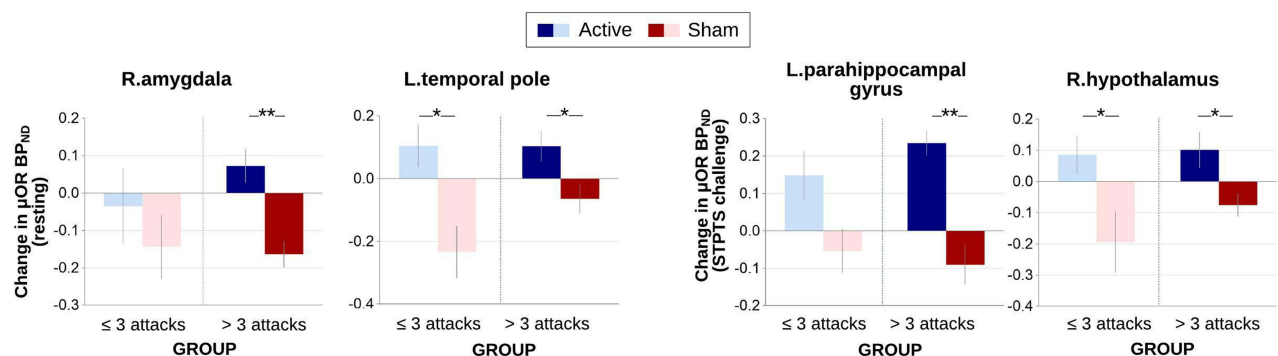 Active Sham
R.amygdala
L.temporal pole
L.parahippocampal
gyrus
R.hypothalamus
Change in µOR BPND
(resting)
0.2
0.1
0.0
-0.1
-0.2
-0.3
**
≤ 3 attacks > 3 attacks
GROUP
0.2
0.0
-0.2
-0.4
* *
≤ 3 attacks > 3 attacks
GROUP
Change in µOR BPND
(STPTS challenge)
0.3
0.2
0.1
0.0
-0.1
-0.2
**
≤ 3 attacks > 3 attacks
GROUP
0.2
0.1
0.0
-0.1
-0.2
-0.3
-0.4
* *
≤ 3 attacks > 3 attacks
GROUP